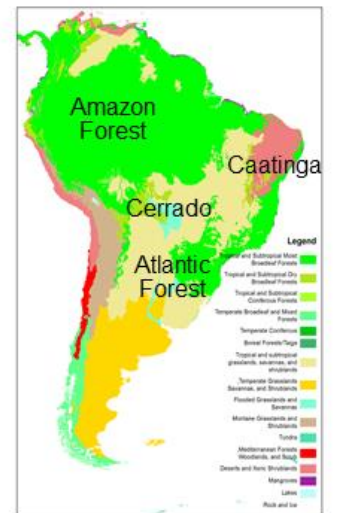 Amazon
Forest
Caatinga
Cerrado
Atlantic
Forest
Legend
and Subtropical Moist
Broadleaf Forests
Tropical and Subtropical Dry
Broadleaf Forests
Tropical and Subtropical
Coniferous Forests
Temperate Broadleaf and Mixed
Forests
Temperate Coniferous
Boreal Forests/Taiga
Tropical and subtropical
grasslands, savannas, and
shrublands
Temperate Grasslands
Savannas, and Shrublands
Flooded Grasslands and
Savannas
Montane Grasslands and
Shrublands
Tundra
Mediterranean Forests
Woodlands, and
Deserts and Xeric Shrublands
Mangroves
Lakes
Rock and Ice